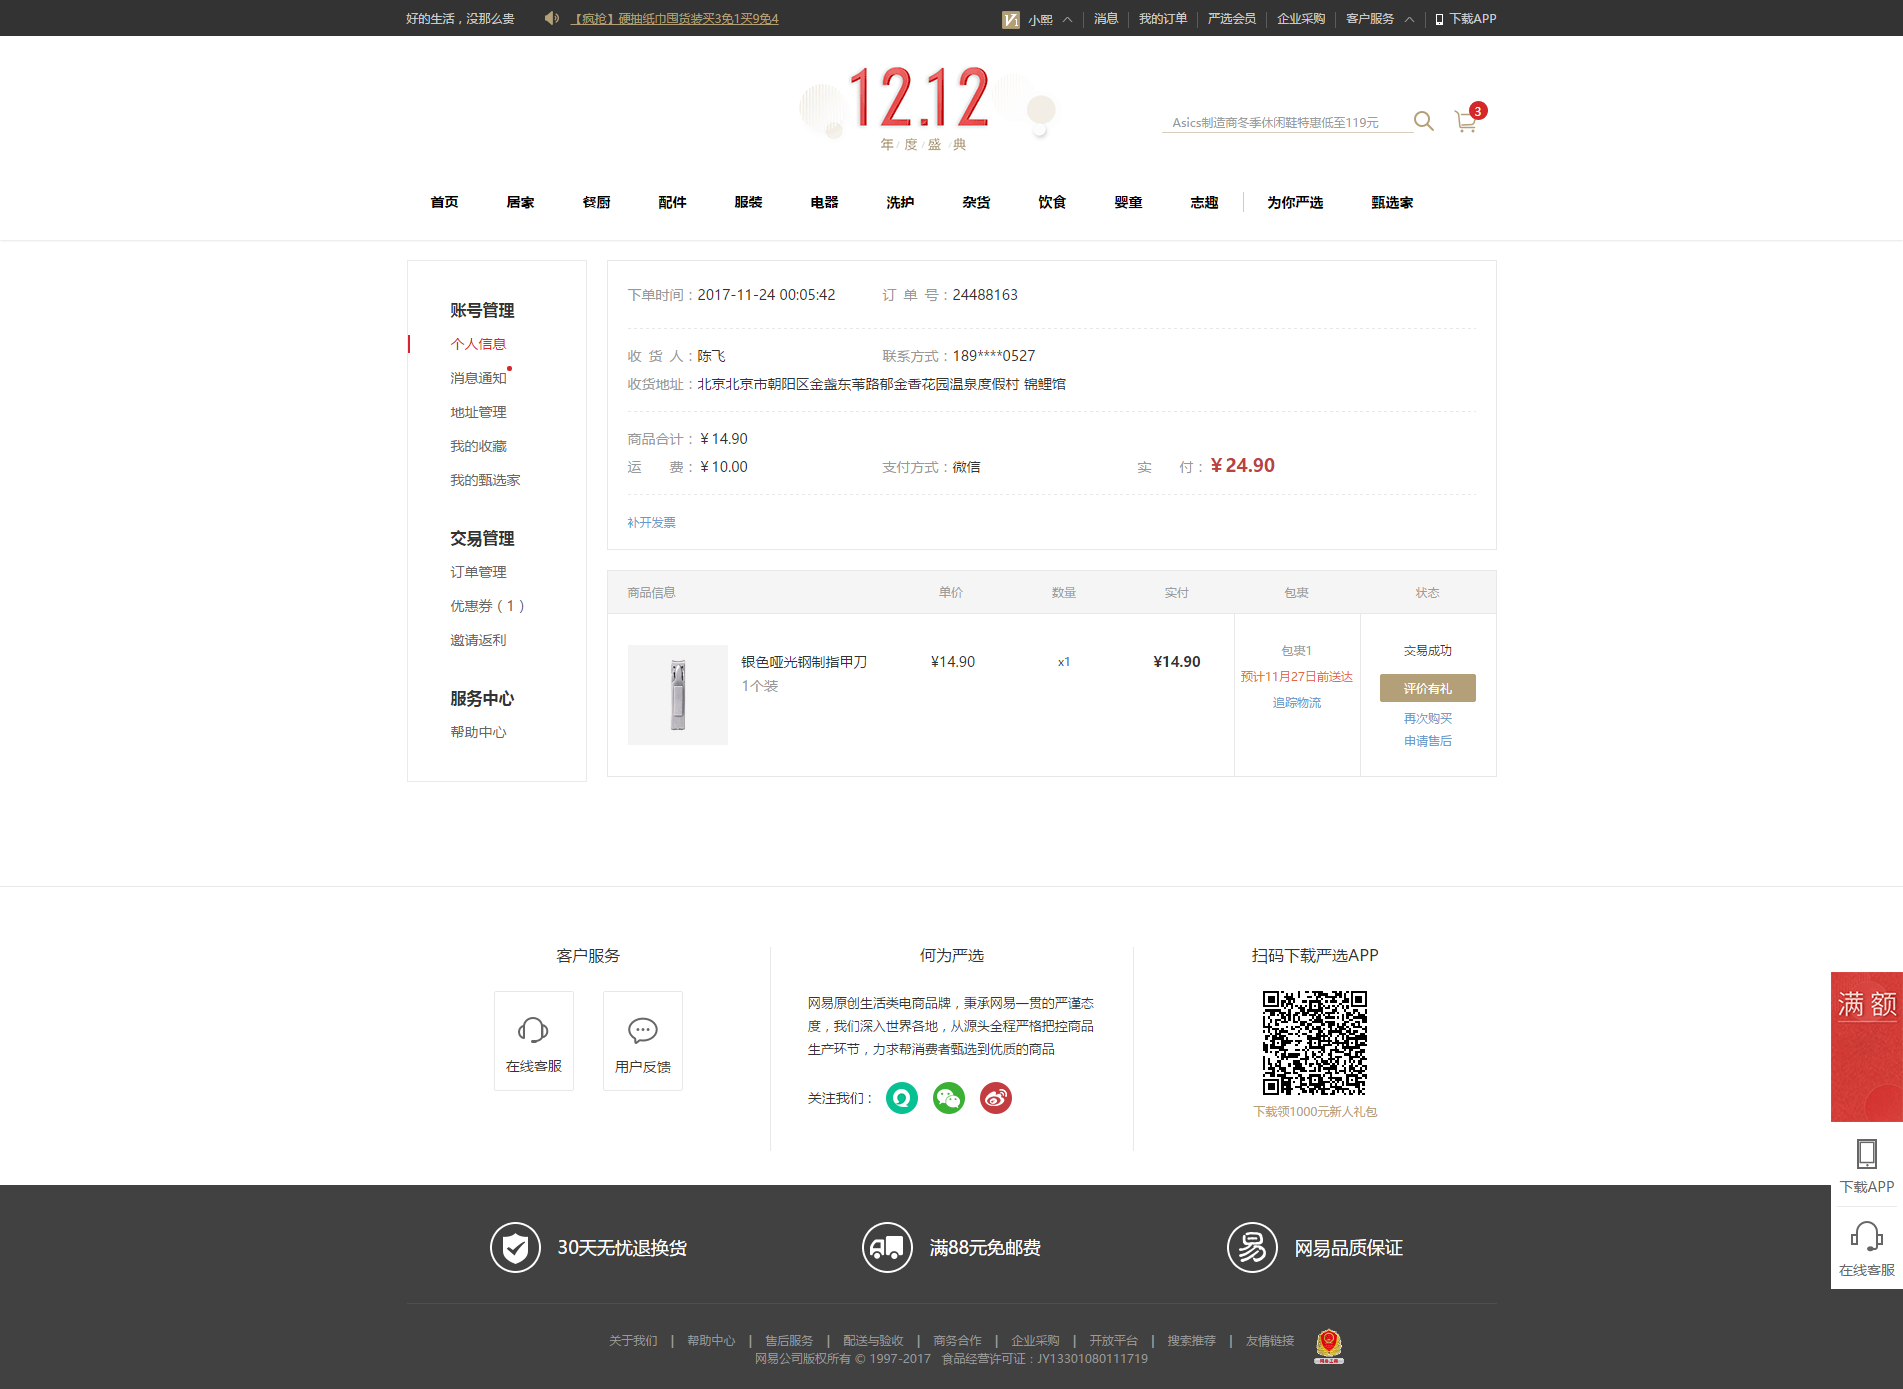 好的生活，没那么贵
【疯抢】硬抽纸巾囤货装买3免1买9免4
V1 小熙
消息
我的订单
严选会员
企业采购
客户服务
下载APP
12.12
年/度/盛/典
Asics制造商冬季休闲鞋特惠低至119元
3
首页 居家 餐厨 配件 服装 电器 洗护 杂货 饮食 婴童 志趣 为你严选 甄选家
账号管理
个人信息
消息通知
地址管理
我的收藏
我的甄选家
交易管理
订单管理
优惠券（1）
邀请返利
服务中心
帮助中心
下单时间：2017-11-24 00:05:42 订 单 号：24488163
收 货 人：陈飞 联系方式：189****0527
收货地址：北京北京市朝阳区金盏东苇路郁金香花园温泉度假村 锦鲤馆
商品合计：¥14.90
运 费：¥10.00 支付方式：微信 实 付：¥24.90
补开发票
商品信息 单价 数量 实付 包裹 状态
银色哑光钢制指甲刀 ¥14.90 x1 ¥14.90
1个装
包裹1
预计11月27日前送达
追踪物流
交易成功
评价有礼
再次购买
申请售后
客户服务
在线客服 用户反馈
何为严选
网易原创生活类电商品牌，秉承网易一贯的严谨态
度，我们深入世界各地，从源头全程严格把控商品
生产环节，力求帮消费者甄选到优质的商品
关注我们：
扫码下载严选APP
下载领1000元新人礼包
满额
下载APP
在线客服
30天无忧退换货
满88元免邮费
易 网易品质保证
关于我们 | 帮助中心 | 售后服务 | 配送与验收 | 商务合作 | 企业采购 | 开放平台 | 搜索推荐 | 友情链接
网易公司版权所有 © 1997-2017 食品经营许可证：JY13301080111719